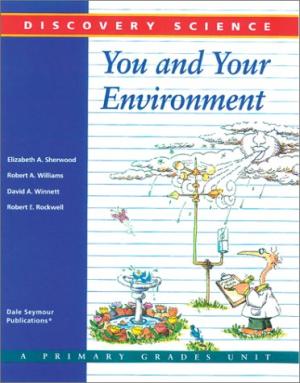 DISCOVERY SCIENCE
You and Your
Environment
Elizabeth A. Sherwood
Robert A. Williams
David A. Winnett
Robert E. Rockwell
Dale Seymour
Publications®
A PRIMARY GRADES UNIT